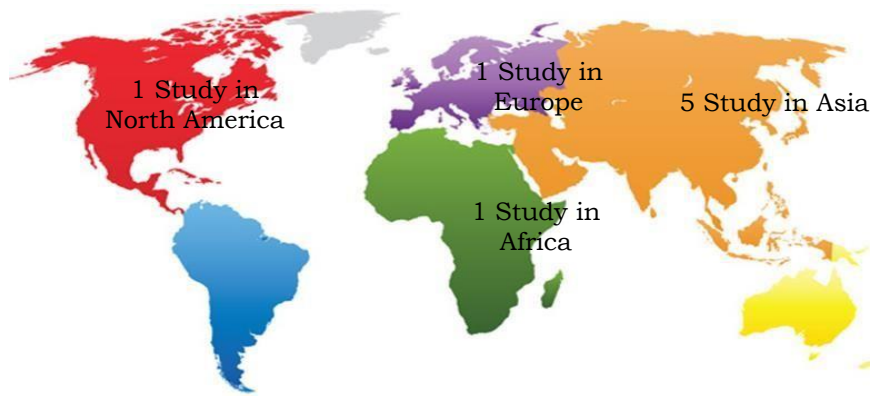 1 Study in
North America
1 Study in
Europe
5 Study in Asia
1 Study in
Africa